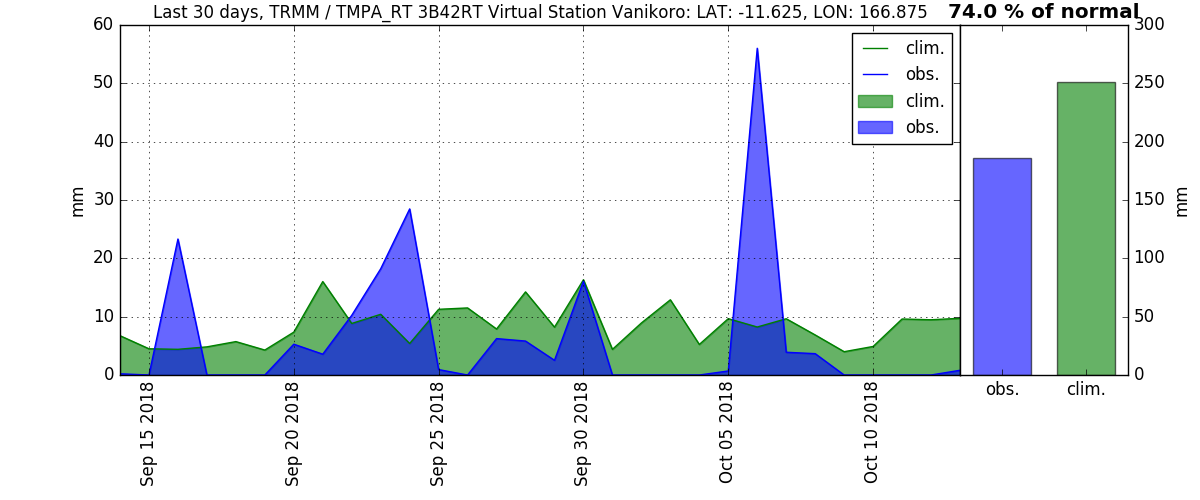 Last 30 days, TRMM / TMPA_RT 3B42RT Virtual Station Vanikoro: LAT: -11.625, LON: 166.875
74.0 % of normal
60
50
40
30
20
10
0
mm
clim.
obs.
clim.
obs.
Sep 15 2018
Sep 20 2018
Sep 25 2018
Sep 30 2018
Oct 05 2018
Oct 10 2018
300
250
200
150
100
50
0
mm
obs.
clim.